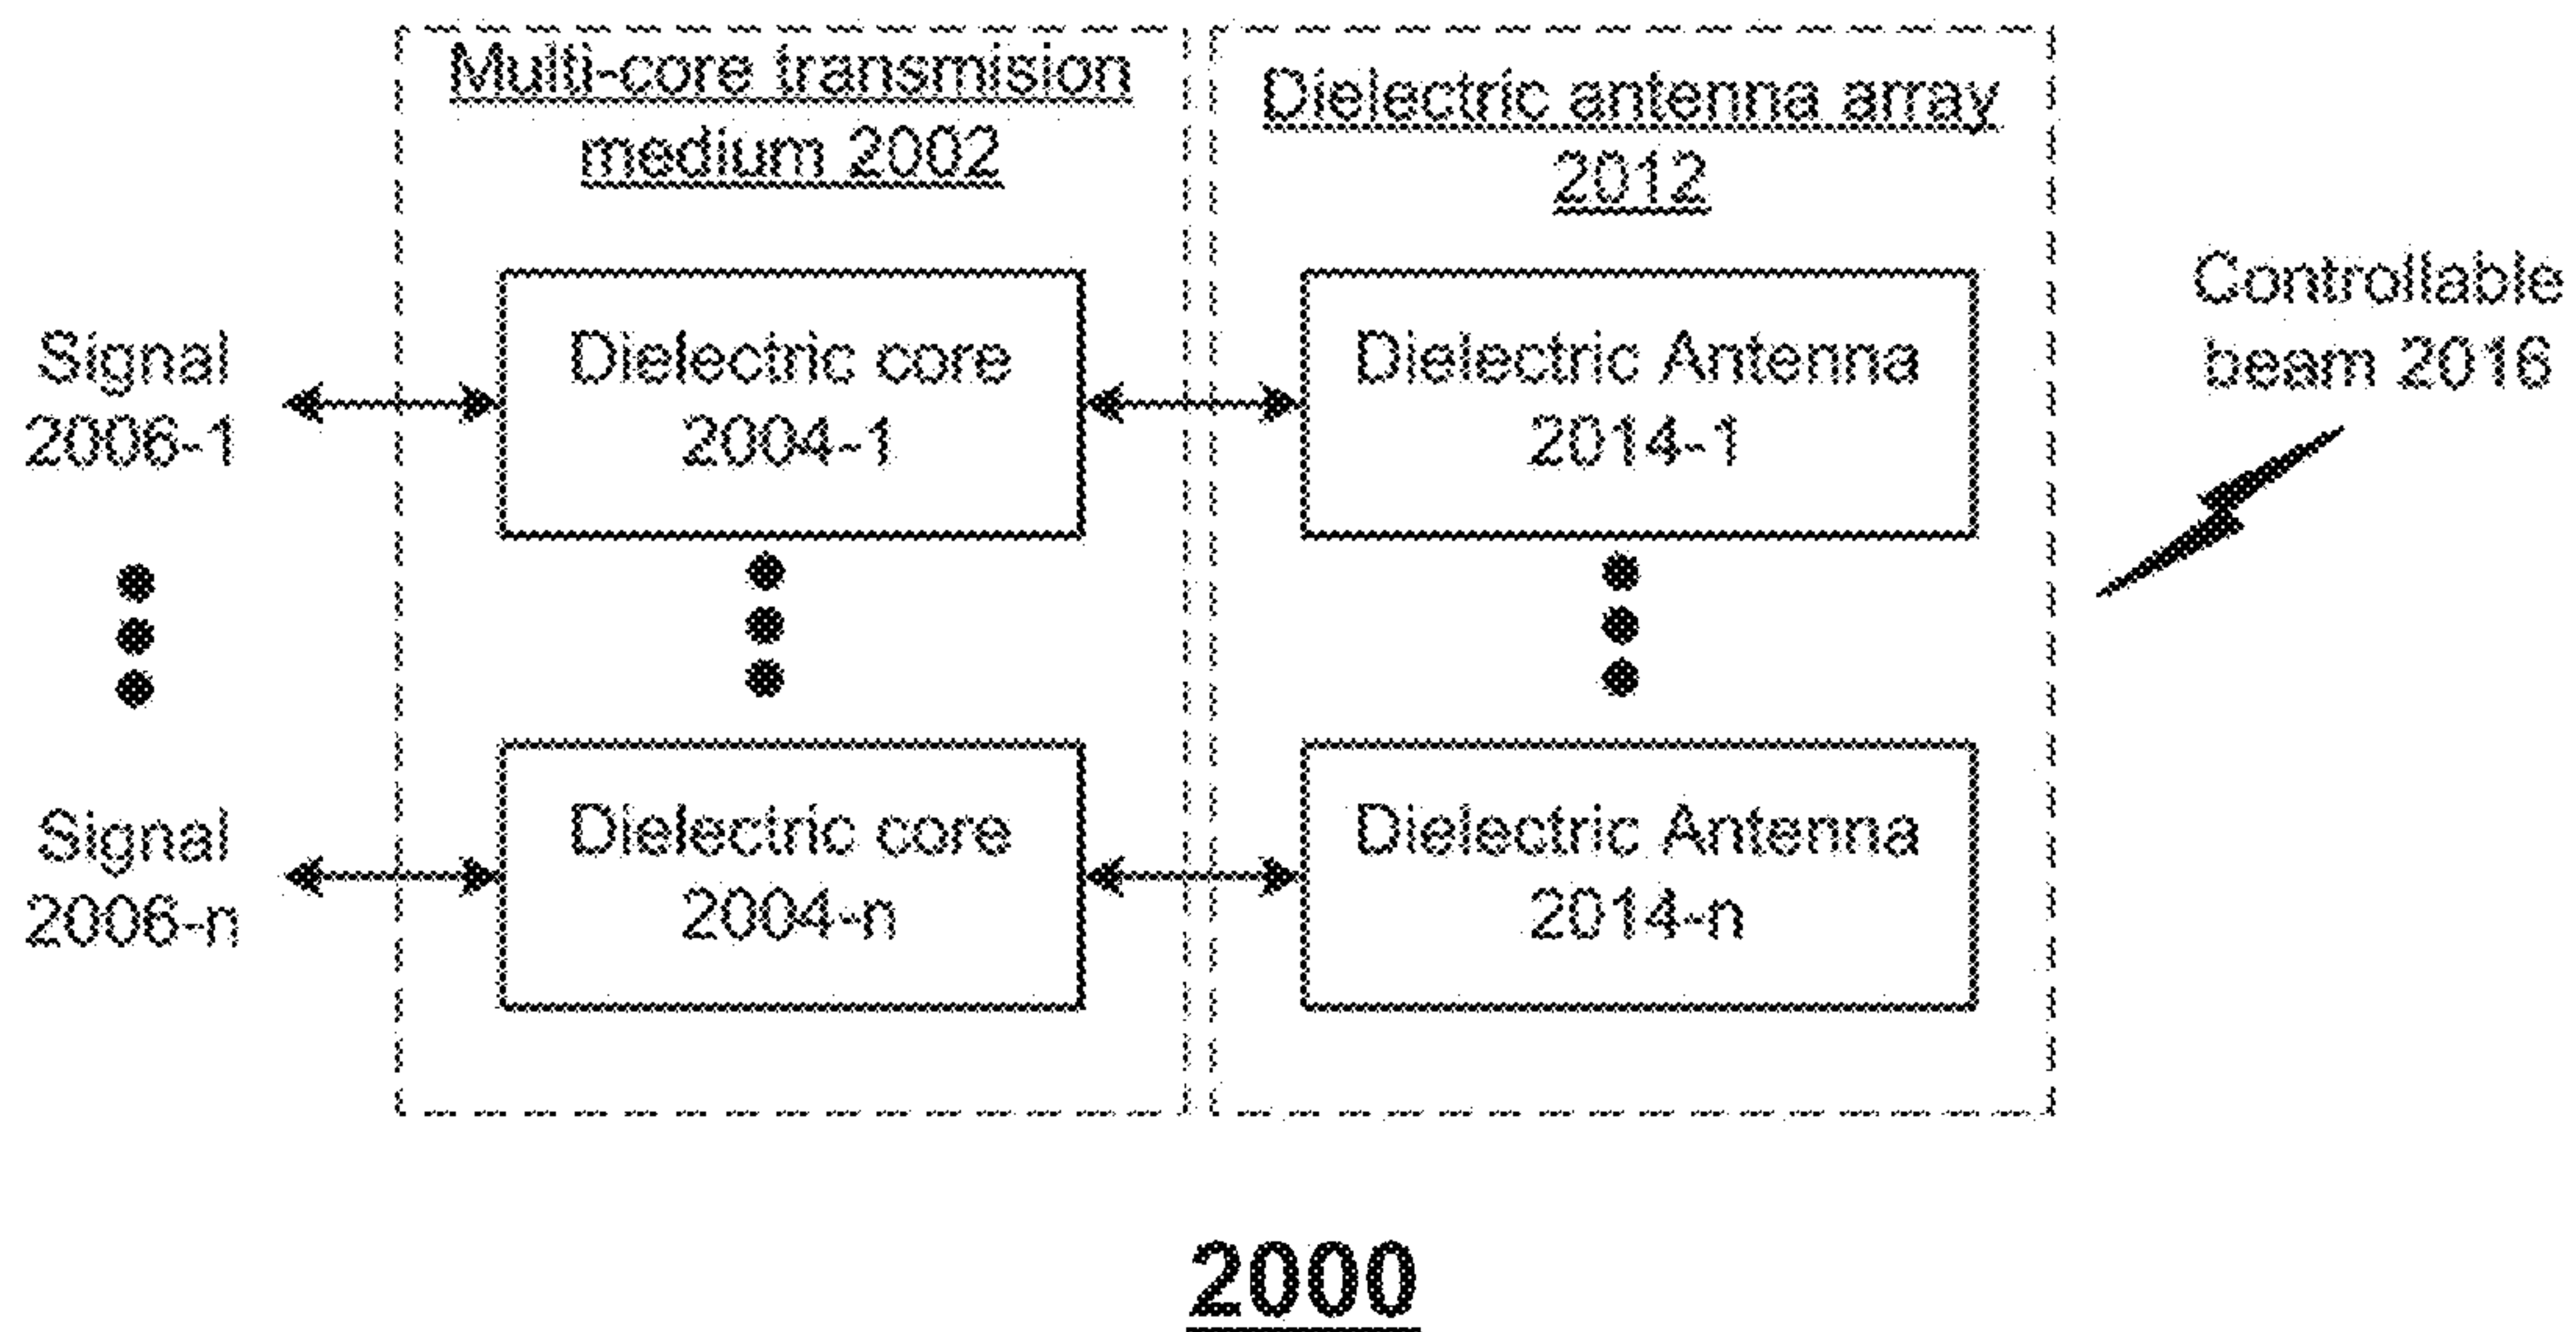 Multi-core transmision
medium 2002
Dielectric antenna array
2012
Controllable
beam 2016
Signal
2006-1
Dielectric core
2004-1
Dielectric Antenna
2014-1
Signal
2006-n
Dielectric core
2004-n
Dielectric Antenna
2014-n
2000